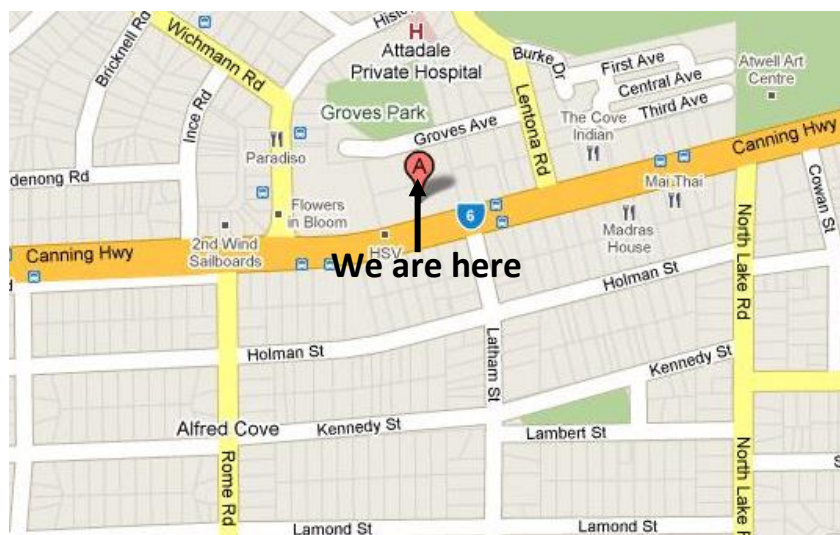 Histo
H
Attadale
Private Hospital
Bricknell Rd
Wichmann Rd
Burke Dr
First Ave
Central Ave
Third Ave
Atwell Art
Centre
Ince Rd
Groves Park
Groves Ave
Lentona Rd
The Cove
Indian
Paradiso
A
Canning Hwy
denong Rd
Flowers
in Bloom
6
Mai Thai
Cowan St
Madras
House
Canning Hwy
2nd Wind
Sailboards
HSV
We are here
North Lake Rd
d
Holman St
Holman St
Latham St
Kennedy St
Alfred Cove
Kennedy St
Lambert St
Rome Rd
North Lake R
S
Lamond St
Lamond St